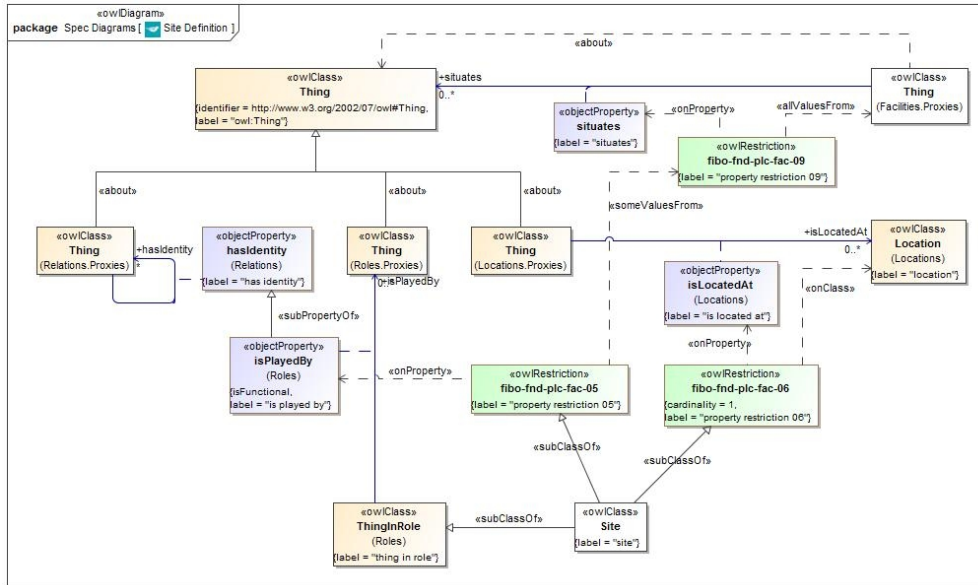 «owlDiagram»
package Spec Diagrams [ Site Definition ]
«about»
«owlClass»
Thing
{identifier = http://www.w3.org/2002/07/owl#Thing,
label = "owl:Thing"}
+situates
0..*
«owlClass»
Thing
(Facilities.Proxies)
«objectProperty»
situates
{label = "situates"}
«onProperty»
«allValuesFrom»
«owlRestriction»
fibo-fnd-plc-fac-09
{label = "property restriction 09"}
«about»
«about»
«about»
«someValuesFrom»
«owlClass»
Thing
(Relations.Proxies)
+hasIdentity
*
«objectProperty»
hasIdentity
(Relations)
{label = "has identity"}
«owlClass»
Thing
(Roles.Proxies)
+isPlayedBy
«owlClass»
Thing
(Locations.Proxies)
+isLocatedAt
0..*
«owlClass»
Location
(Locations)
{label = "location"}
«objectProperty»
isLocatedAt
(Locations)
{label = "is located at"}
«onClass»
«subPropertyOf»
«onProperty»
«objectProperty»
isPlayedBy
(Roles)
{isFunctional,
label = "is played by"}
«onProperty»
«owlRestriction»
fibo-fnd-plc-fac-05
{label = "property restriction 05"}
«owlRestriction»
fibo-fnd-plc-fac-06
{cardinality = 1,
label = "property restriction 06"}
«subClassOf»
«subClassOf»
«owlClass»
ThingInRole
(Roles)
{label = "thing in role"}
«subClassOf»
«owlClass»
Site
{label = "site"}